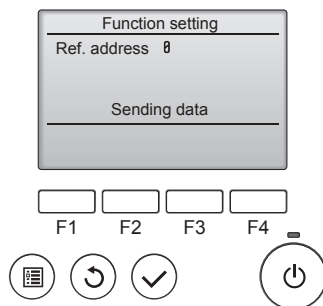 Function setting
Ref. address 0
Sending data
F1 F2 F3 F4